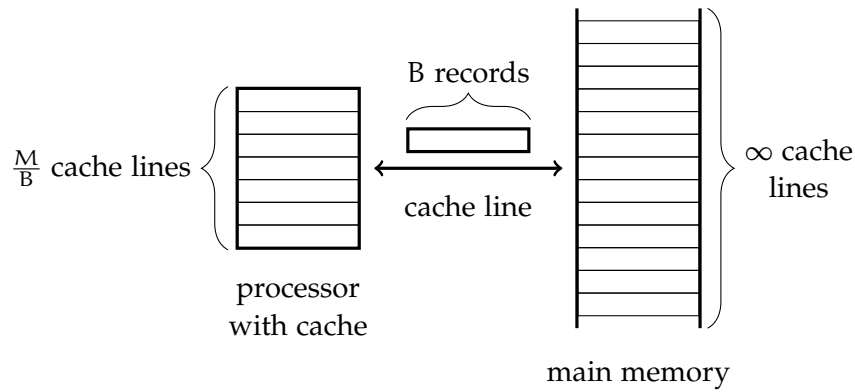 B records
M/B cache lines
∞ cache
lines
cache line
processor
with cache
main memory